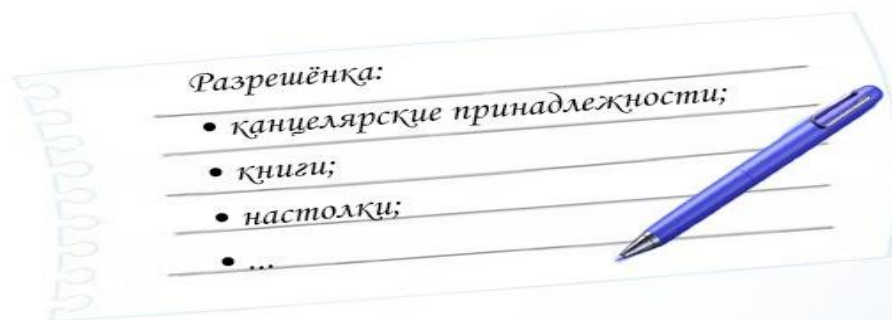 Разрешёнка:
• канцелярские принадлежности;
• книги;
• настолки;
• ...